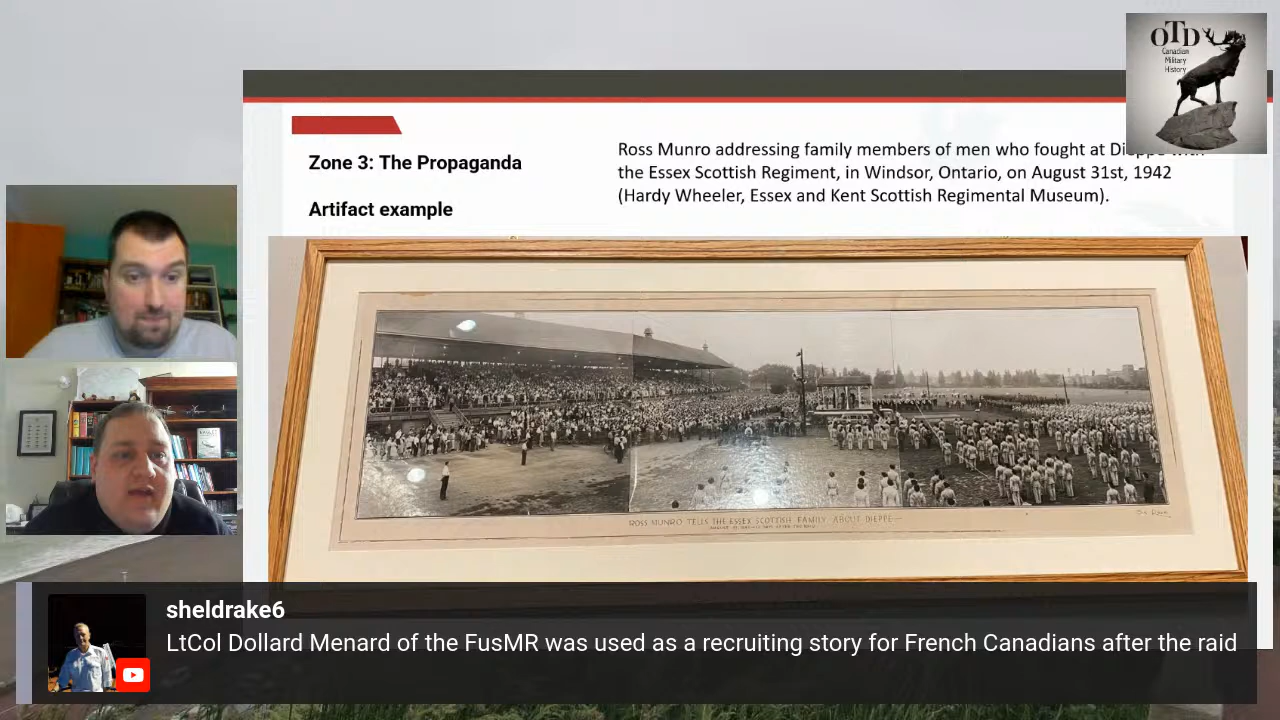 OTD
Canadian
Military
History
Zone 3: The Propaganda
Artifact example
Ross Munro addressing family members of men who fought at Dieppe with
the Essex Scottish Regiment, in Windsor, Ontario, on August 31st, 1942
(Hardy Wheeler, Essex and Kent Scottish Regimental Museum).
ROSS MUNRO TELLS THE ESSEX SCOTTISH FAMILY ABOUT DIEPPE
sheldrake6
LtCol Dollard Menard of the FusMR was used as a recruiting story for French Canadians after the raid